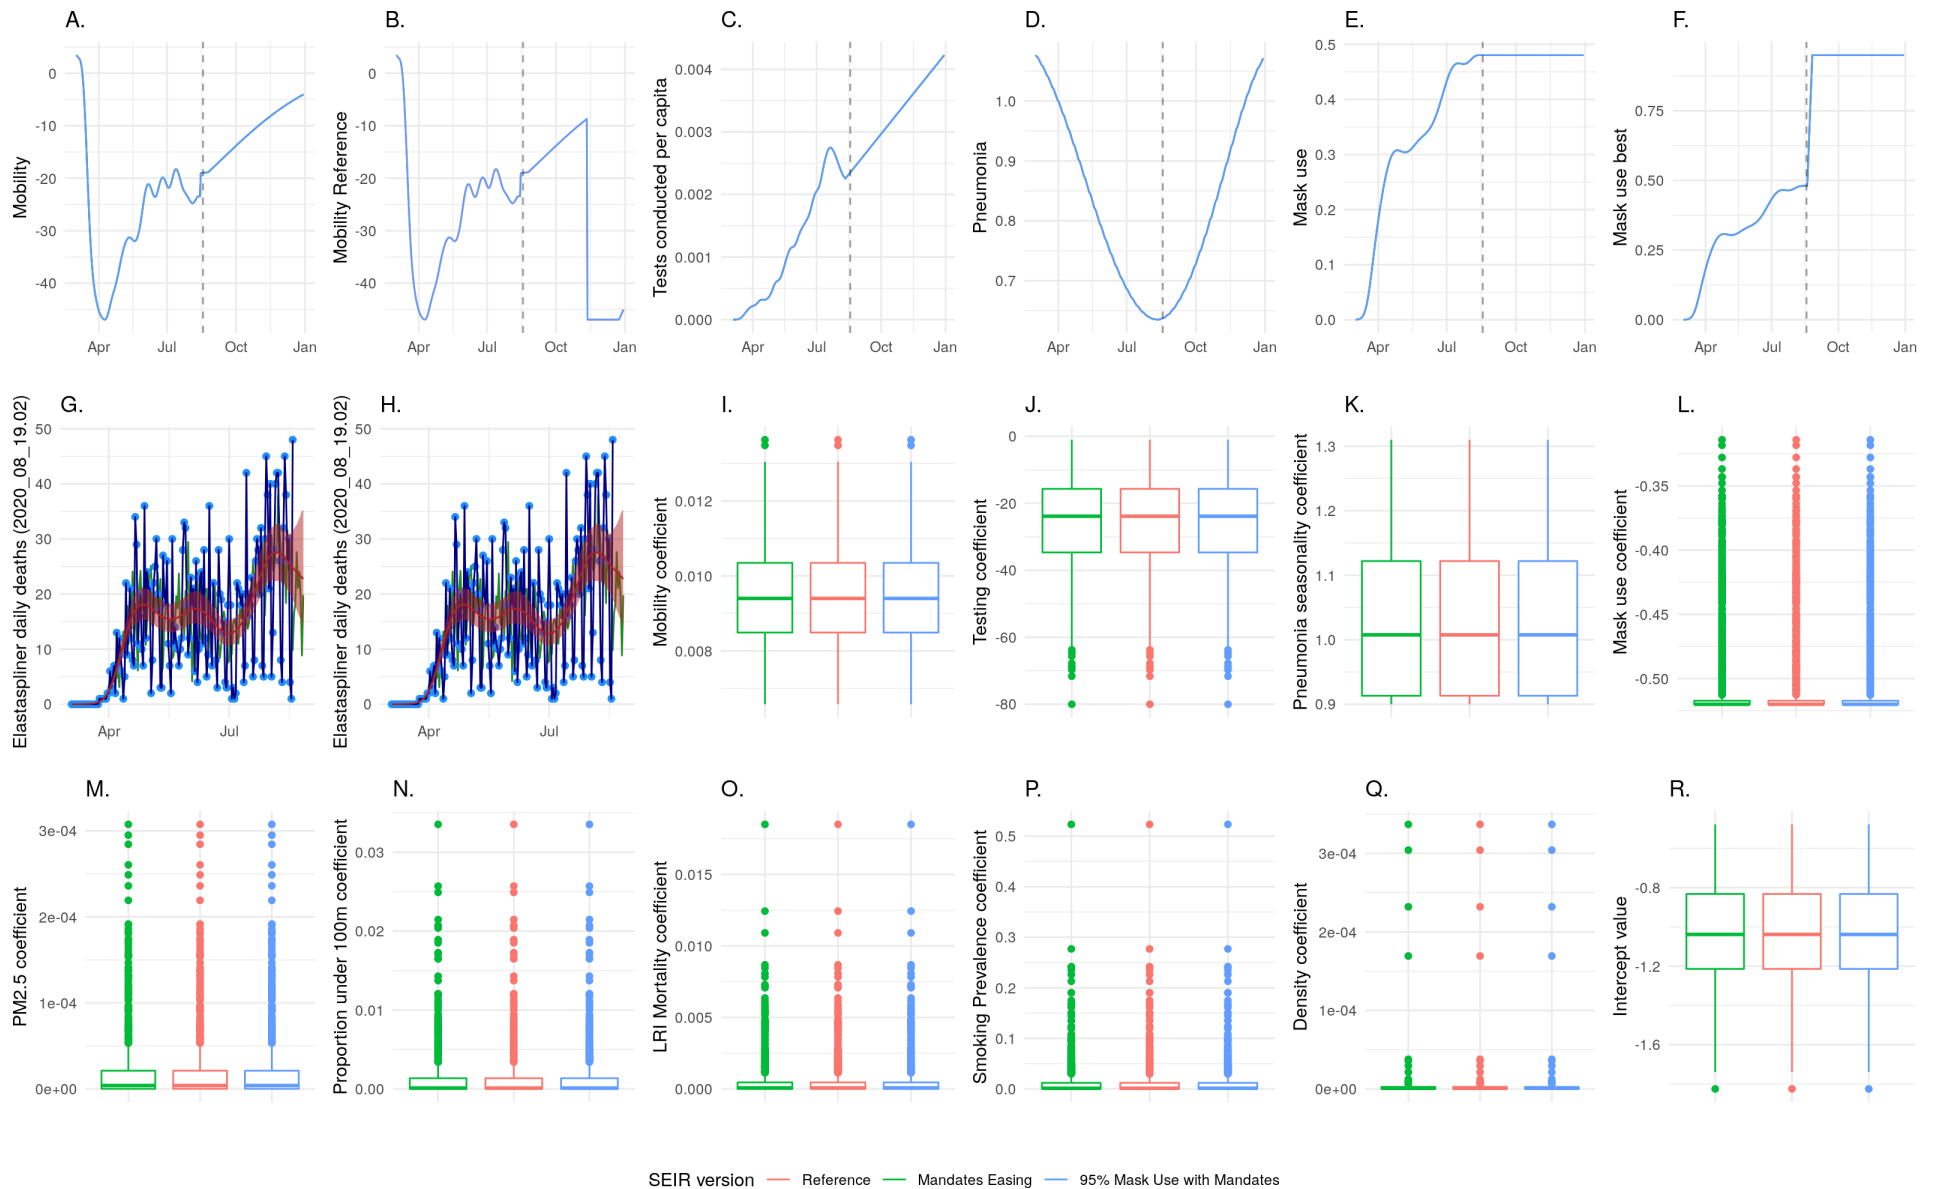 A.
B.
C.
D.
E.
F.
Mobility
0
-10
-20
-30
-40
Apr Jul Oct Jan
Mobility Reference
0
-10
-20
-30
-40
Apr Jul Oct Jan
Tests conducted per capita
0.004
0.003
0.002
0.001
0.000
Apr Jul Oct Jan
Pneumonia
1.0
0.9
0.8
0.7
Apr Jul Oct Jan
Mask use
0.5
0.4
0.3
0.2
0.1
0.0
Apr Jul Oct Jan
Mask use best
0.75
0.50
0.25
0.00
Apr Jul Oct Jan
G.
H.
I.
J.
K.
L.
Elastaspliner daily deaths (2020_08_19.02)
50
40
30
20
10
0
Apr Jul
Elastaspliner daily deaths (2020_08_19.02)
50
40
30
20
10
0
Apr Jul
Mobility coefficient
0.012
0.010
0.008
Testing coefficient
0
-20
-40
-60
-80
Pneumonia seasonality coefficient
1.3
1.2
1.1
1.0
0.9
Mask use coefficient
-0.35
-0.40
-0.45
-0.50
M.
N.
O.
P.
Q.
R.
PM2.5 coefficient
3e-04
2e-04
1e-04
0e+00
Proportion under 100m coefficient
0.03
0.02
0.01
0.00
LRI Mortality coefficient
0.015
0.010
0.005
0.000
Smoking Prevalence coefficient
0.5
0.4
0.3
0.2
0.1
0.0
Density coefficient
3e-04
2e-04
1e-04
0e+00
Intercept value
-0.8
-1.2
-1.6
SEIR version Reference Mandates Easing 95% Mask Use with Mandates